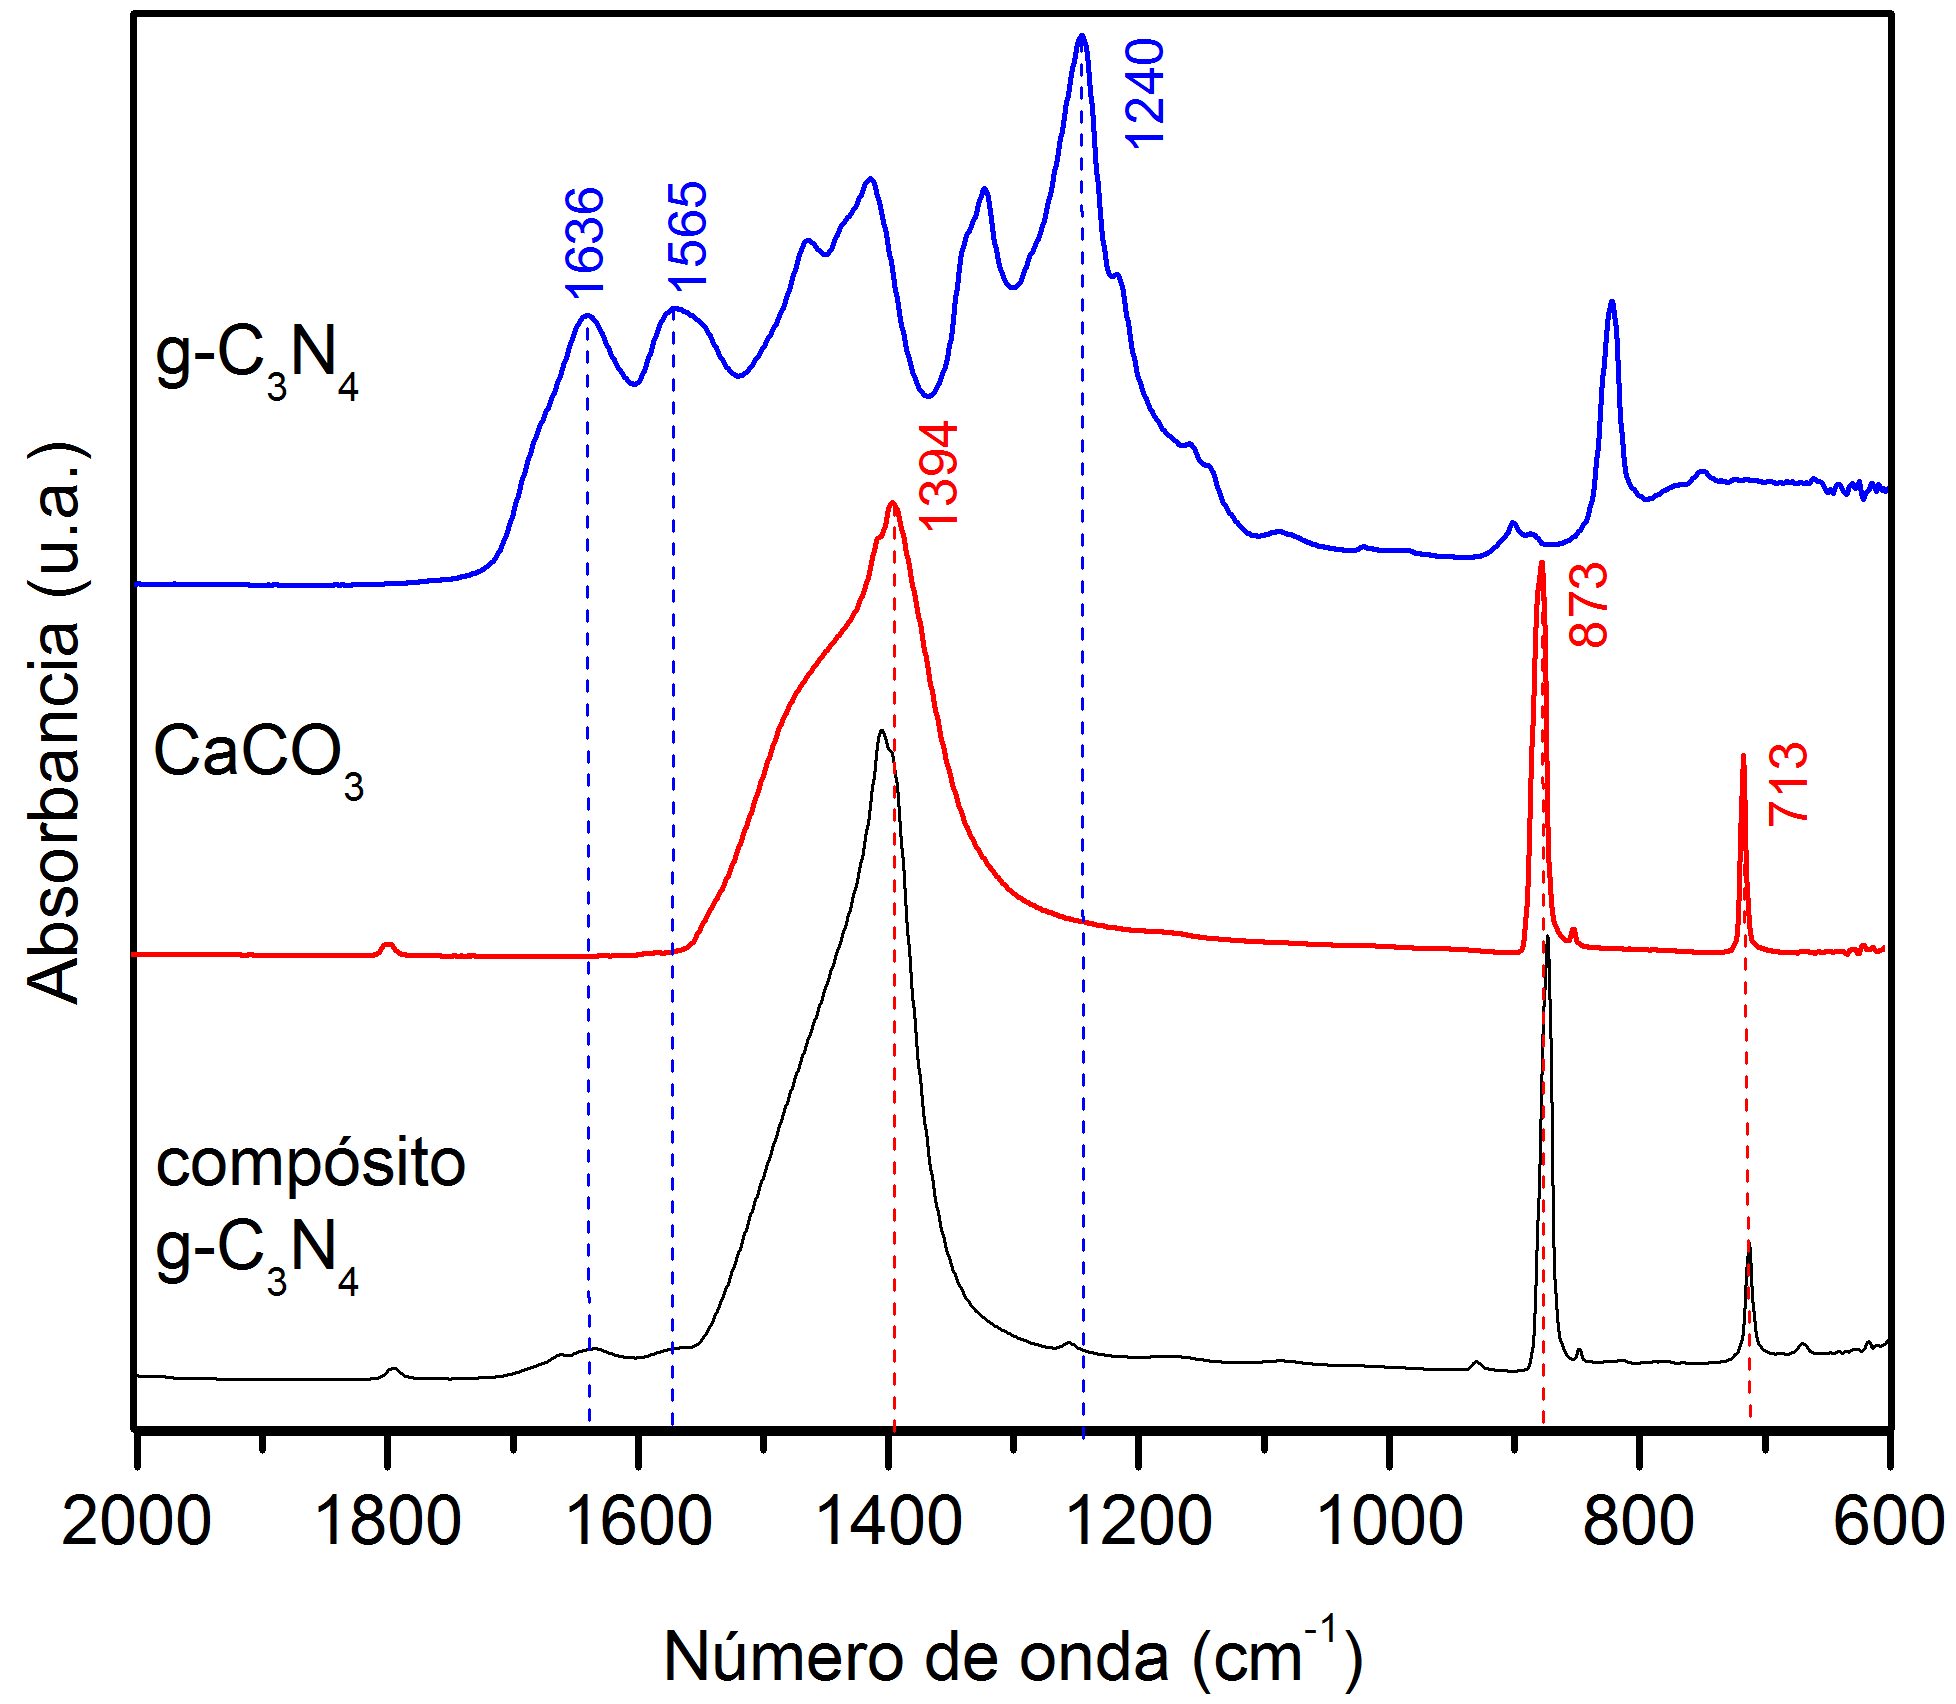 1240
1636
1565
g-C₃N₄
1394
873
CaCO₃
713
compósito
g-C₃N₄
Absorbancia (u.a.)
2000 1800 1600 1400 1200 1000 800 600
Número de onda (cm⁻¹)